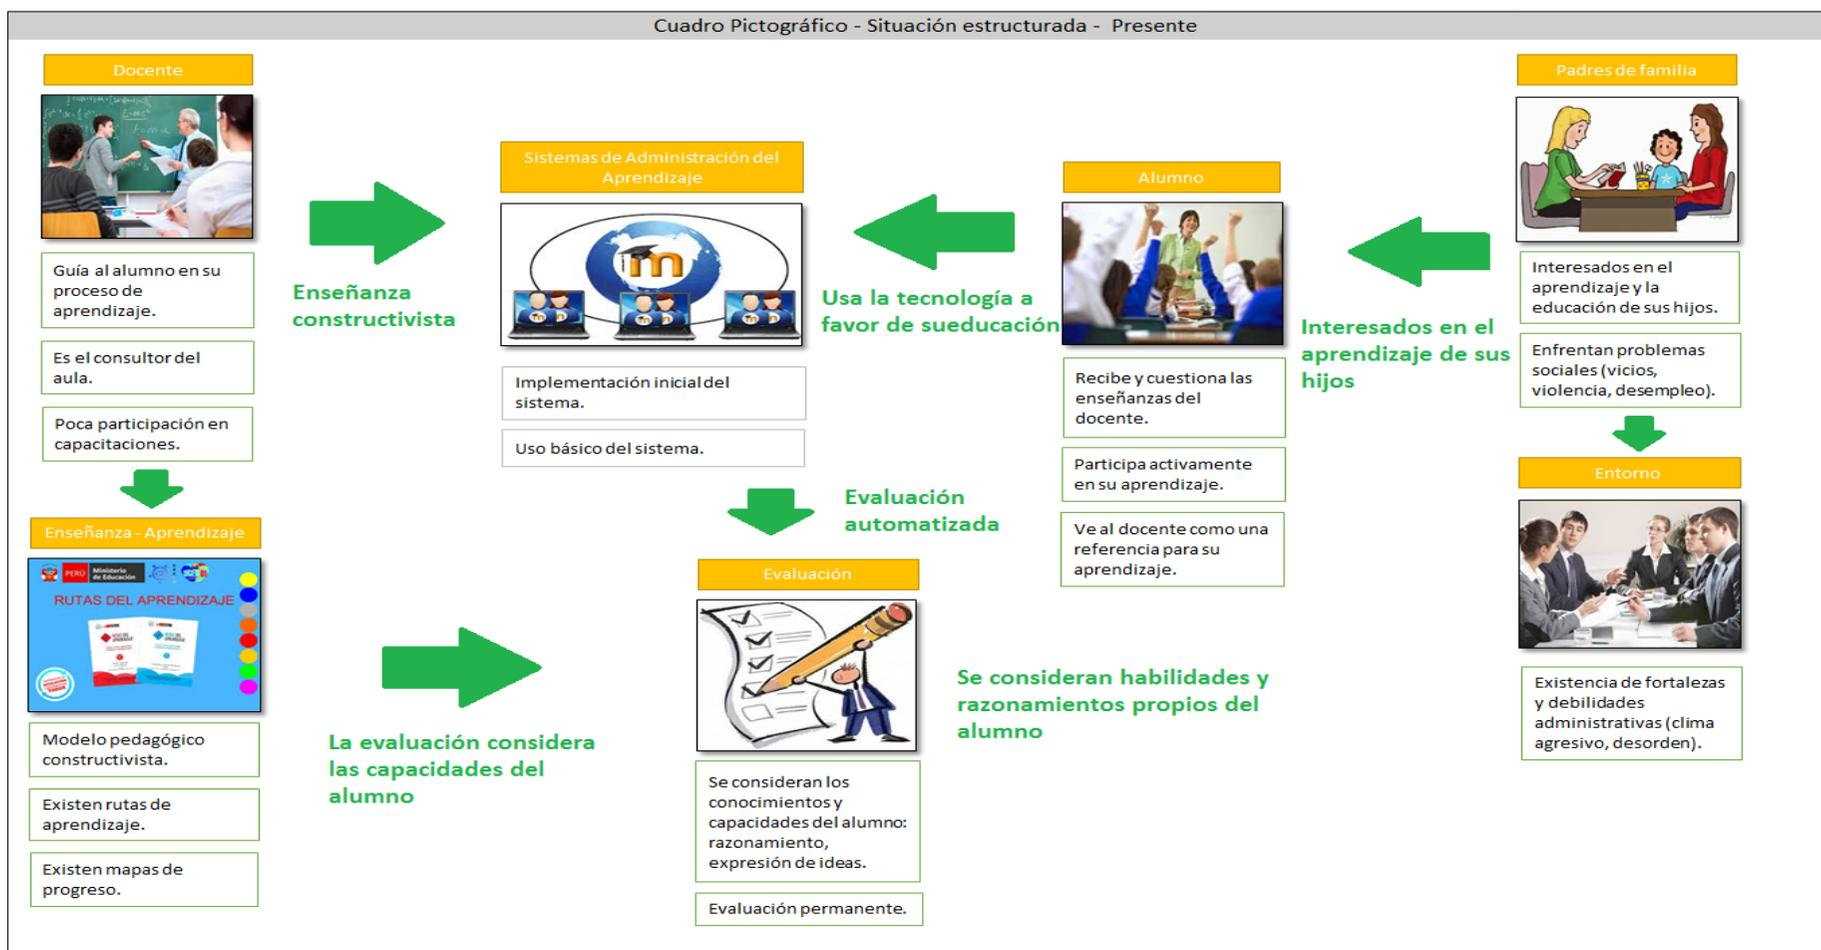 Cuadro Pictográfico - Situación estructurada - Presente
Docente
Guía al alumno en su
proceso de
aprendizaje.
Es el consultor del
aula.
Poca participación en
capacitaciones.
Enseñanza
constructivista
Sistemas de Administración del
Aprendizaje
m
Implementación inicial del
sistema.
Uso básico del sistema.
Usa la tecnología a
favor de sueducación
Alumno
Recibe y cuestiona las
enseñanzas del
docente.
Participa activamente
en su aprendizaje.
Ve al docente como una
referencia para su
aprendizaje.
Interesados en el
aprendizaje de sus
hijos
Padres de familia
Interesados en el
aprendizaje y la
educación de sus hijos.
Enfrentan problemas
sociales (vicios,
violencia, desempleo).
Entorno
Existencia de fortalezas
y debilidades
administrativas (clima
agresivo, desorden).
Enseñanza - Aprendizaje
PERÚ
Ministerio
de Educación
RUTAS DEL APRENDIZAJE
Modelo pedagógico
constructivista.
Existen rutas de
aprendizaje.
Existen mapas de
progreso.
La evaluación considera
las capacidades del
alumno
Evaluación
automatizada
Evaluación
Se consideran los
conocimientos y
capacidades del alumno:
razonamiento,
expresión de ideas.
Evaluación permanente.
Se consideran habilidades y
razonamientos propios del
alumno